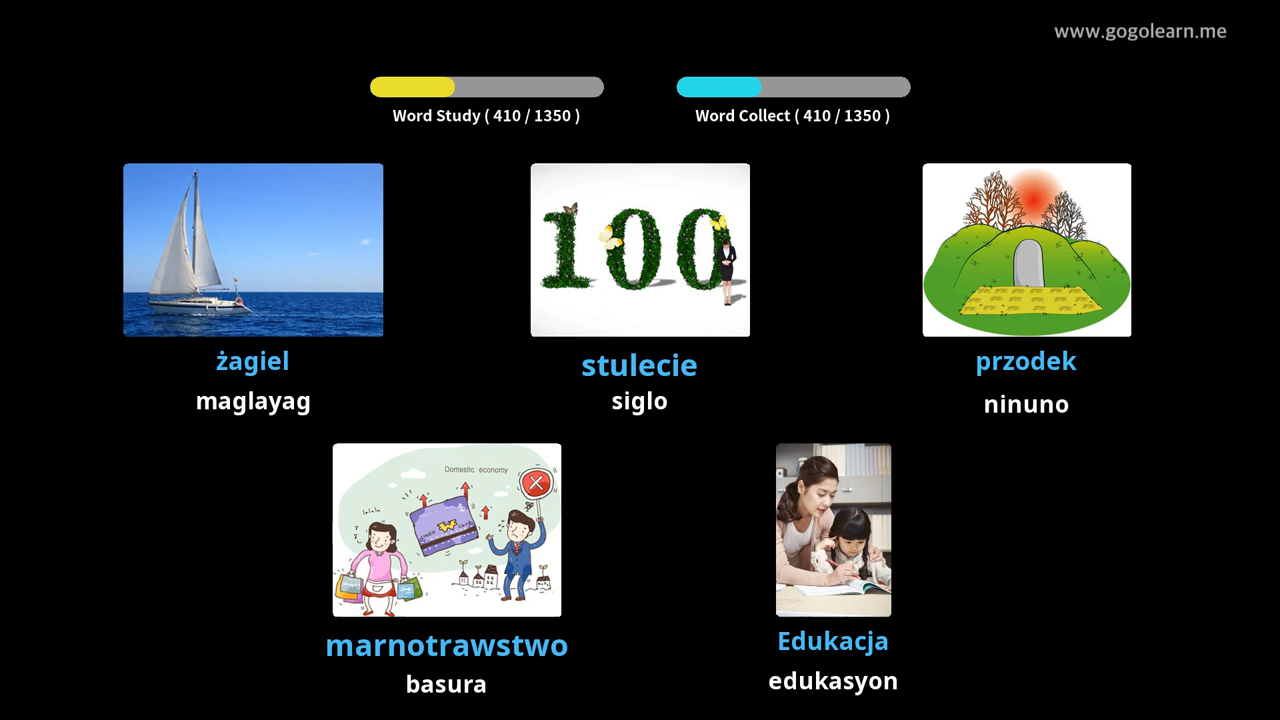 www.gogolearn.me
Word Study ( 410 / 1350 )
Word Collect ( 410 / 1350 )
żagiel
maglayag
stulecie
siglo
przodek
ninuno
Domestic economy
lalala
marnotrawstwo
basura
Edukacja
edukasyon